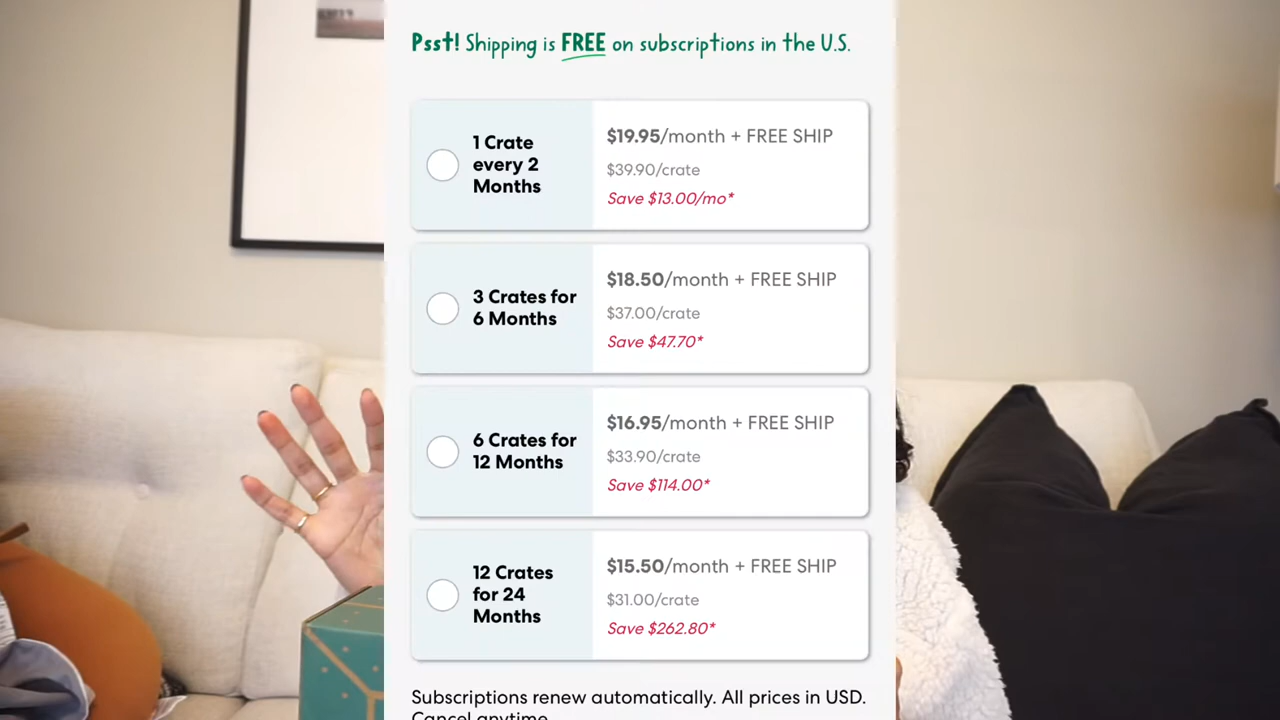 Psst! Shipping is FREE on subscriptions in the U.S.
1 Crate
every 2
Months
$19.95/month + FREE SHIP
$39.90/crate
Save $13.00/mo*
3 Crates for
6 Months
$18.50/month + FREE SHIP
$37.00/crate
Save $47.70*
6 Crates for
12 Months
$16.95/month + FREE SHIP
$33.90/crate
Save $114.00*
12 Crates
for 24
Months
$15.50/month + FREE SHIP
$31.00/crate
Save $262.80*
Subscriptions renew automatically. All prices in USD.
Cancel anytime